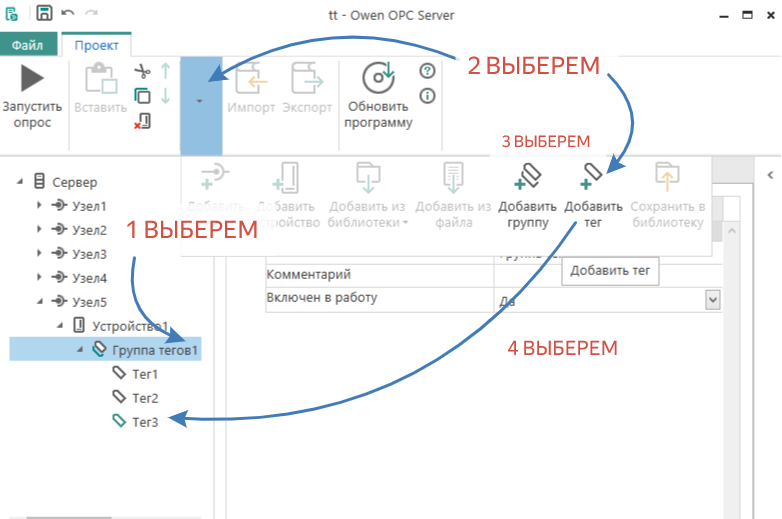 tt - Owen OPC Server
Файл
Проект
Запустить
опрос
Вставить
Импорт
Экспорт
Обновить
программу
2 ВЫБЕРЕМ
3 ВЫБЕРЕМ
Добавить
Добавить
устройство
Добавить из
библиотеки
Добавить из
файла
Добавить
группу
Добавить
тег
Сохранить в
библиотеку
Сервер
Узел1
Узел2
Узел3
Узел4
Узел5
Устройство1
Группа тегов1
Тег1
Тег2
Тег3
1 ВЫБЕРЕМ
Комментарий
Добавить тег
Включен в работу
Да
4 ВЫБЕРЕМ